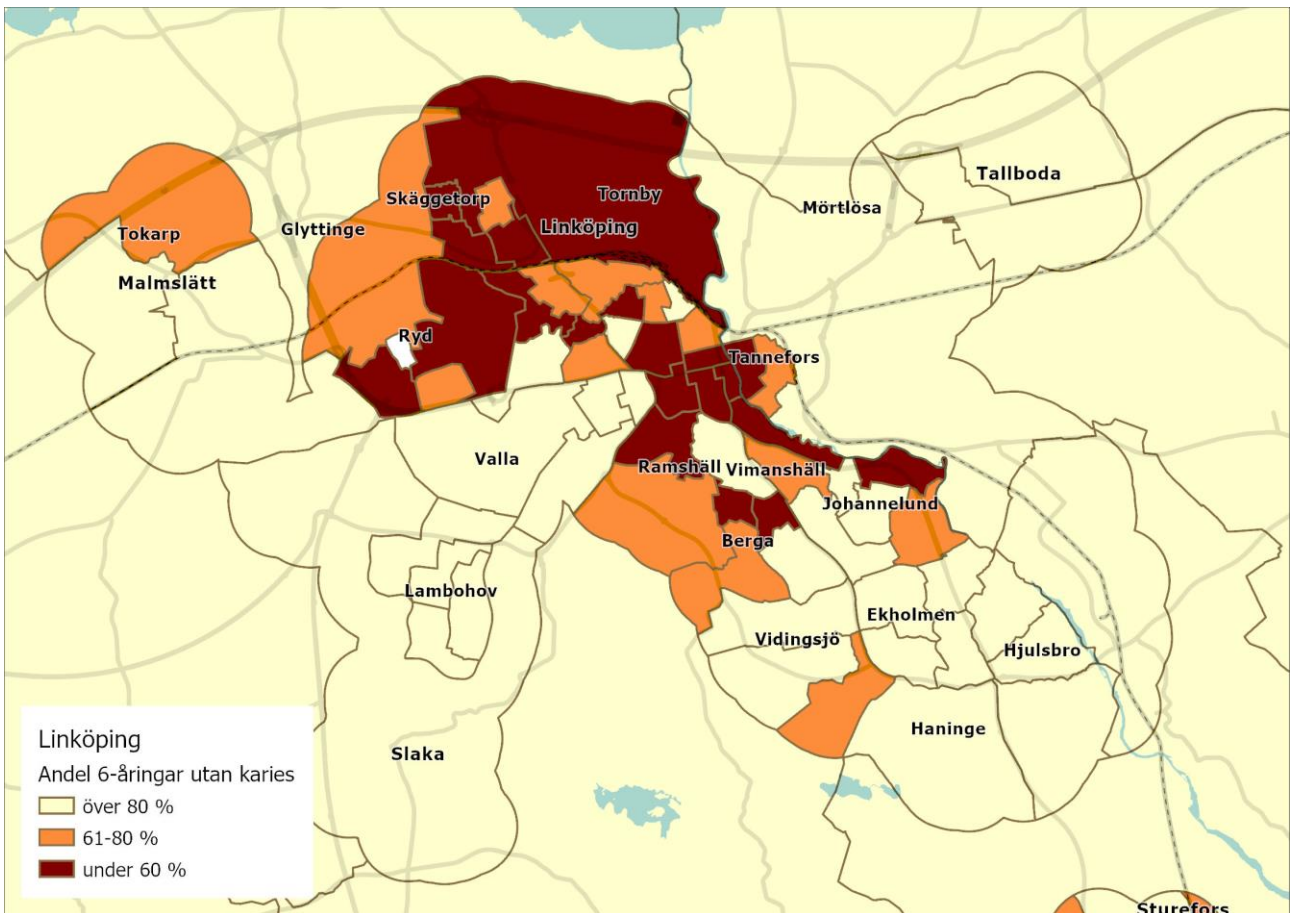 Tallboda
Skäggetorp
Tornby
Mörtlösa
Linköping
Glyttinge
Tokarp
Malmslätt
Ryd
Tannefors
Valla
Ramshäll
Vimanshäll
Johannelund
Berga
Lambohov
Ekholmen
Vidingsjö
Hjulsbro
Haninge
Slaka
Sturefors
Linköping
Andel 6-åringar utan karies
över 80 %
61-80 %
under 60 %